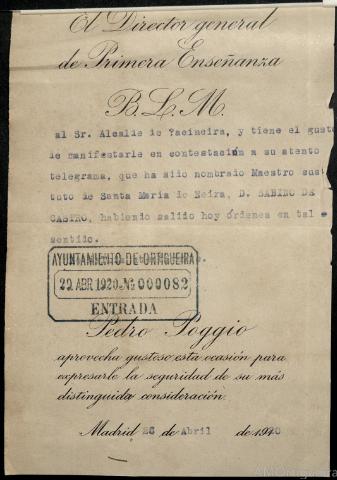 El Director general
de Primera Enseñanza
B. L. M.
al Sr. Alcalde de Pacineira, y tiene el gusto
de manifestarle en contestación a su atento
telegrama, que ha sido nombrado Maestro sus
tuto de Santa María de Neira, D. SABINO DE
CASTRO, habiendo salido hoy órdenes en tal
sentido.
AYUNTAMIENTO DE ORTIGUEIRA
29 ABR 1920 Nº 000082
ENTRADA
Pedro Poggio
aprovecha gustoso esta ocasión para
expresarle la seguridad de su más
distinguida consideración.
Madrid de Abril de 1920